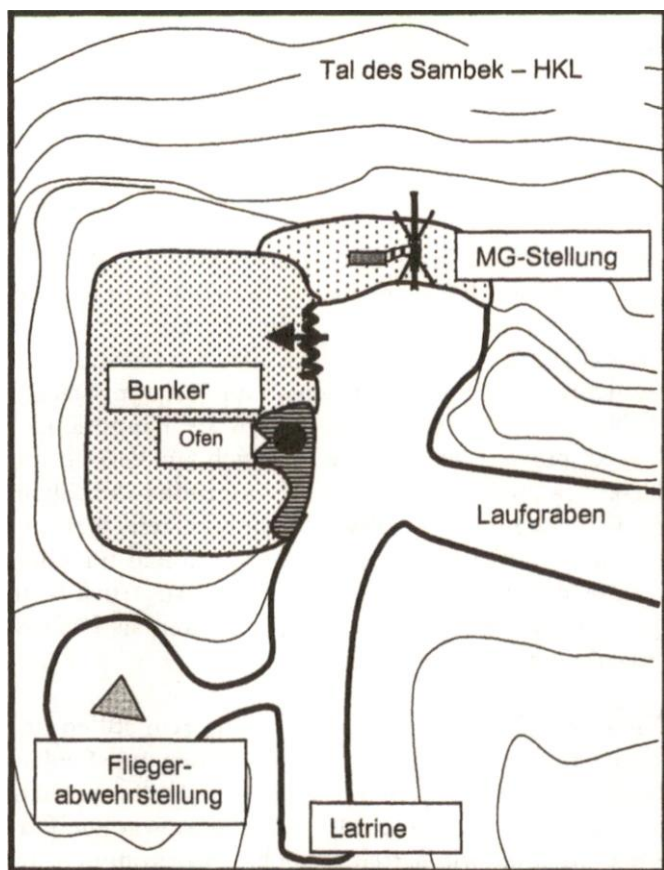 Tal des Sambek – HKL
MG-Stellung
Bunker
Ofen
Laufgraben
Flieger-
abwehrstellung
Latrine